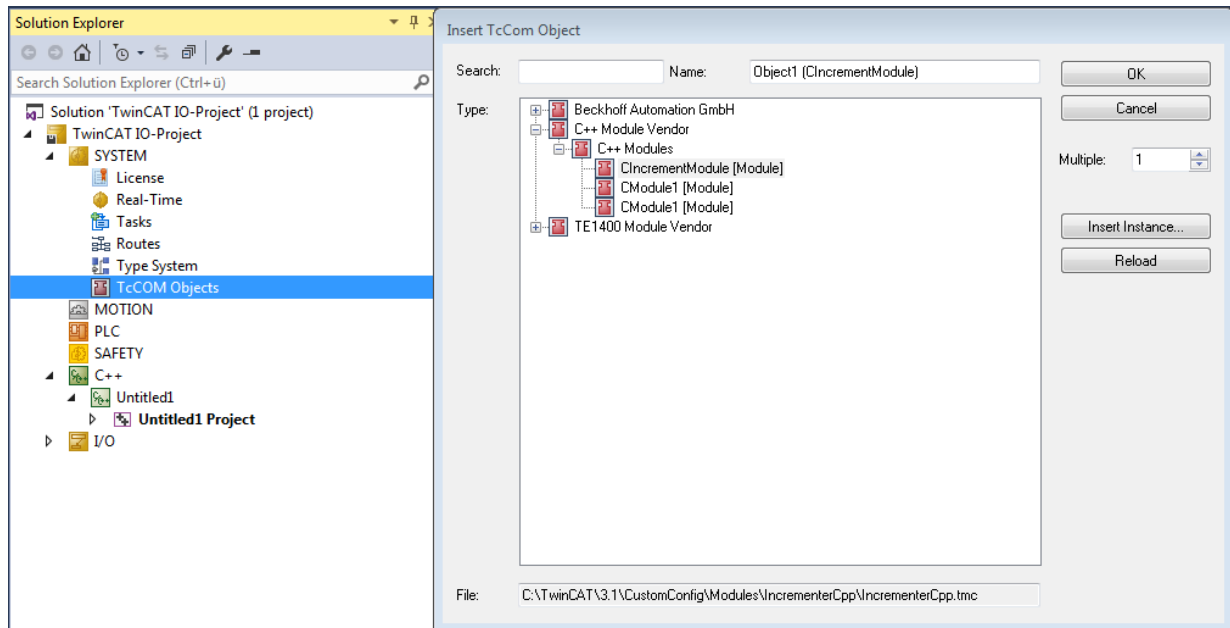 Solution Explorer
Search Solution Explorer (Ctrl+ü)
Solution 'TwinCAT IO-Project' (1 project)
TwinCAT IO-Project
SYSTEM
License
Real-Time
Tasks
Routes
Type System
TcCOM Objects
MOTION
PLC
SAFETY
C++
Untitled1
Untitled1 Project
I/O
Insert TcCom Object
Search:
Name: Object1 (CIncrementModule)
OK
Type:
Beckhoff Automation GmbH
Cancel
C++ Module Vendor
C++ Modules
Multiple: 1
CIncrementModule [Module]
CModule1 [Module]
CModule1 [Module]
TE1400 Module Vendor
Insert Instance...
Reload
File: C:\TwinCAT\3.1\CustomConfig\Modules\IncrementerCpp\IncrementerCpp.tmc